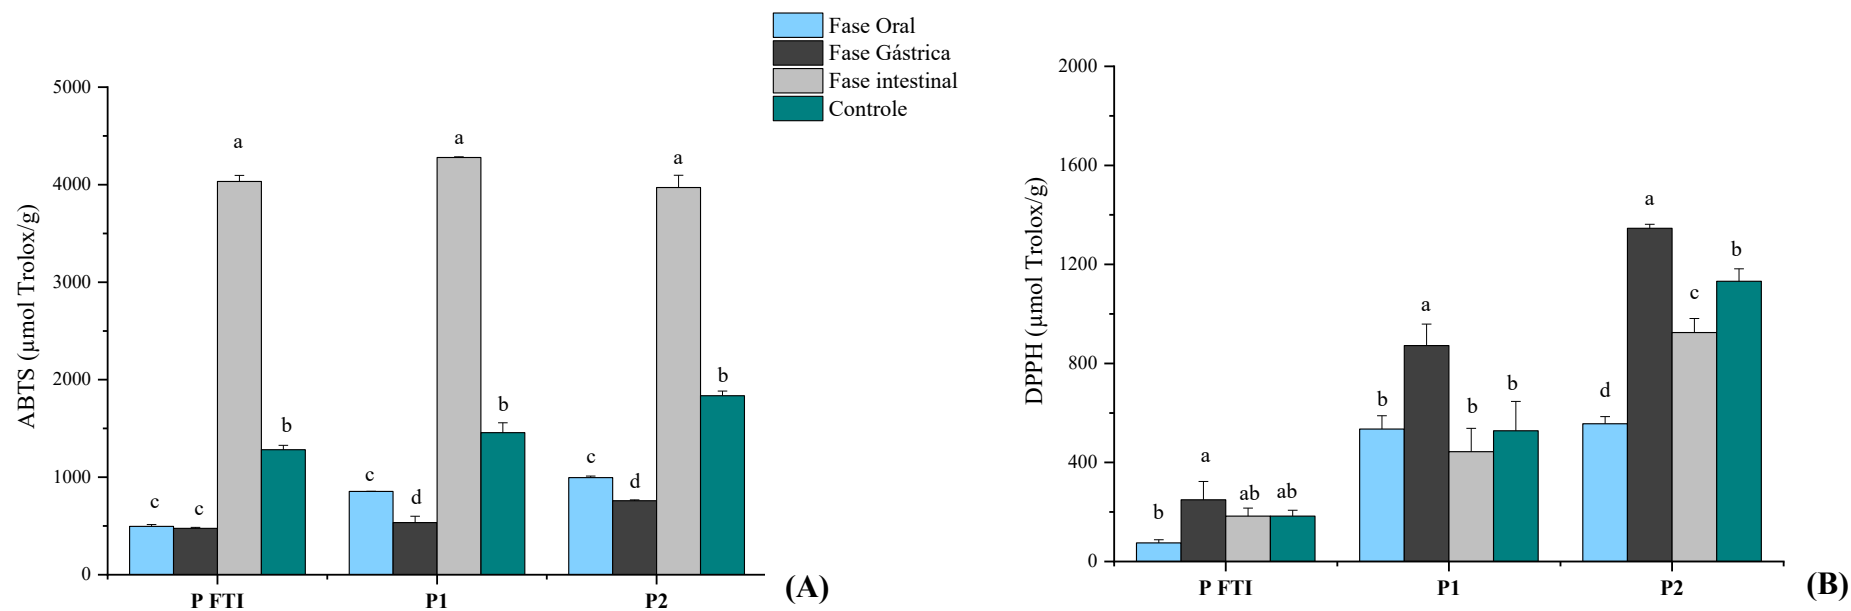 Fase Oral
Fase Gástrica
Fase intestinal
Controle
ABTS (µmol Trolox/g)
5000
4000
3000
2000
1000
0
c
c
a
b
c
d
a
b
c
d
a
b
P FTI
P1
P2
(A)
DPPH (µmol Trolox/g)
2000
1600
1200
800
400
0
b
a
ab
ab
b
a
b
b
d
a
c
b
P FTI
P1
P2
(B)